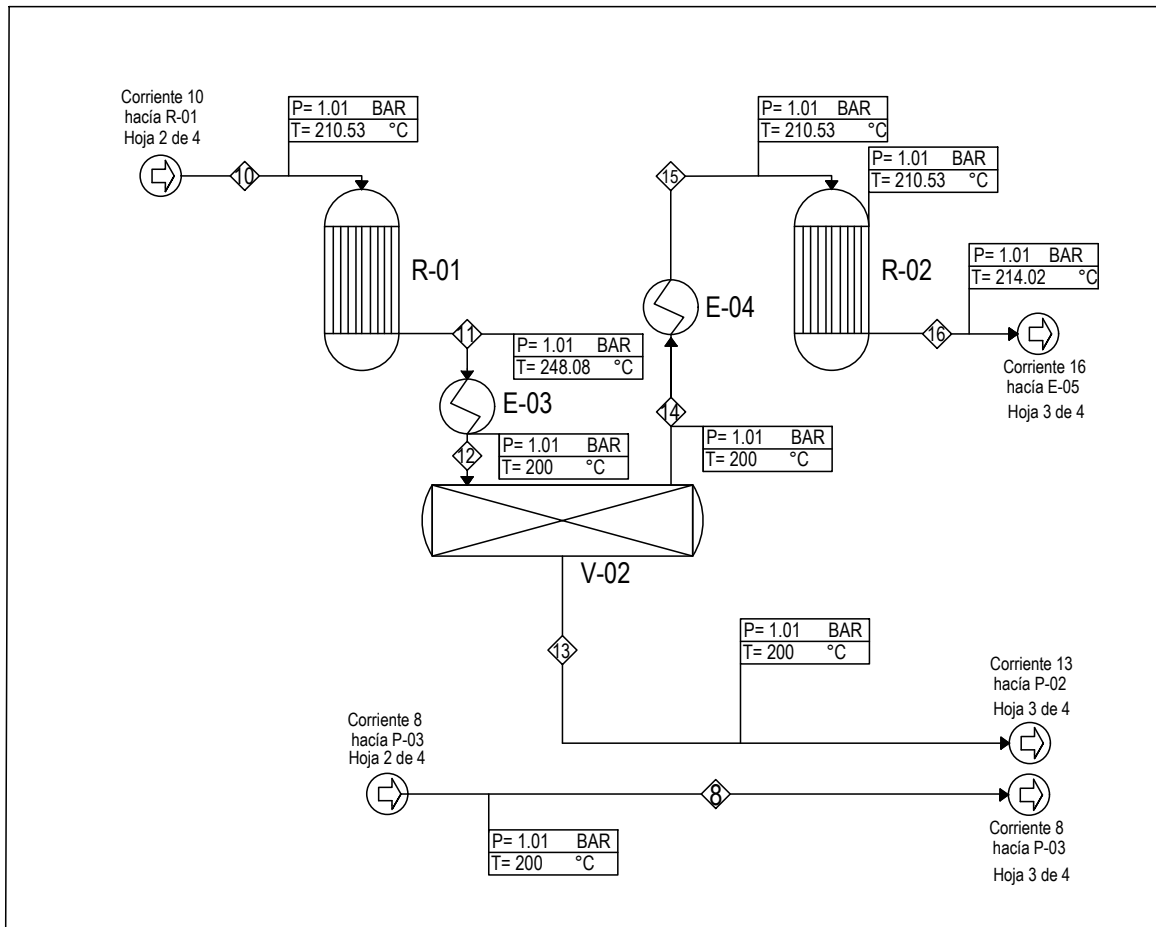 Corriente 10
hacía R-01
Hoja 2 de 4
P= 1.01 BAR
T= 210.53 °C
10
R-01
11
P= 1.01 BAR
T= 248.08 °C
E-03
12
P= 1.01 BAR
T= 200 °C
P= 1.01 BAR
T= 210.53 °C
15
P= 1.01 BAR
T= 210.53 °C
R-02
E-04
P= 1.01 BAR
T= 214.02 °C
16
Corriente 16
hacía E-05
Hoja 3 de 4
14
P= 1.01 BAR
T= 200 °C
V-02
13
P= 1.01 BAR
T= 200 °C
Corriente 13
hacía P-02
Hoja 3 de 4
Corriente 8
hacía P-03
Hoja 2 de 4
8
P= 1.01 BAR
T= 200 °C
Corriente 8
hacía P-03
Hoja 3 de 4